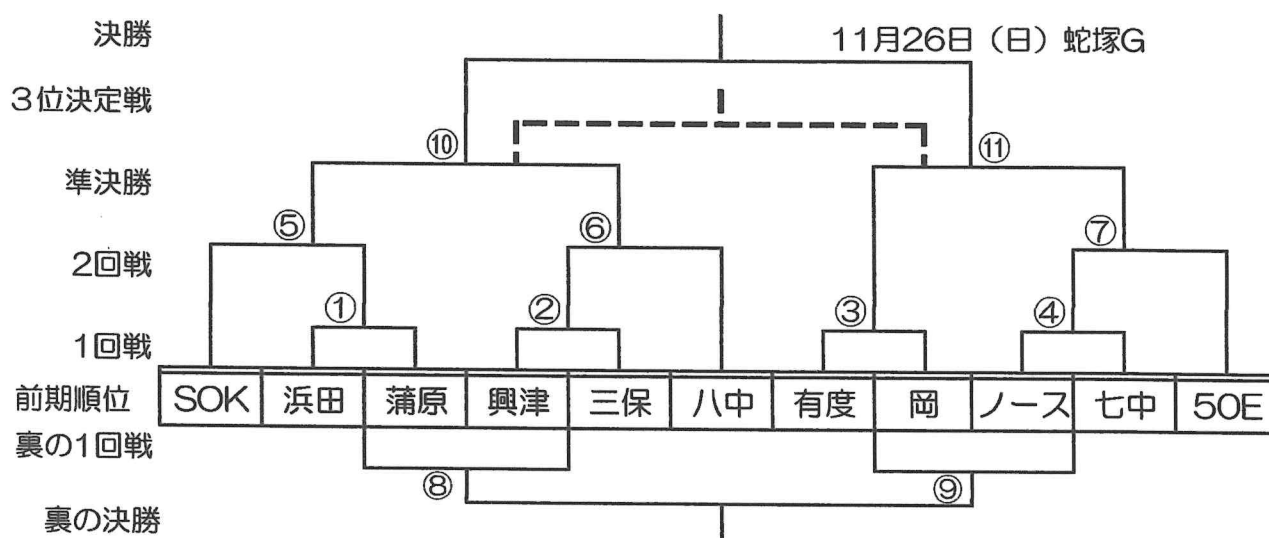 決勝
11月26日（日）蛇塚G
3位決定戦
⑩ ⑪
準決勝
⑤ ⑥ ⑦
2回戦
① ② ③ ④
1回戦
前期順位 SOK 浜田 蒲原 興津 三保 八中 有度 岡 ノース 七中 50E
裏の1回戦
⑧ ⑨
裏の決勝